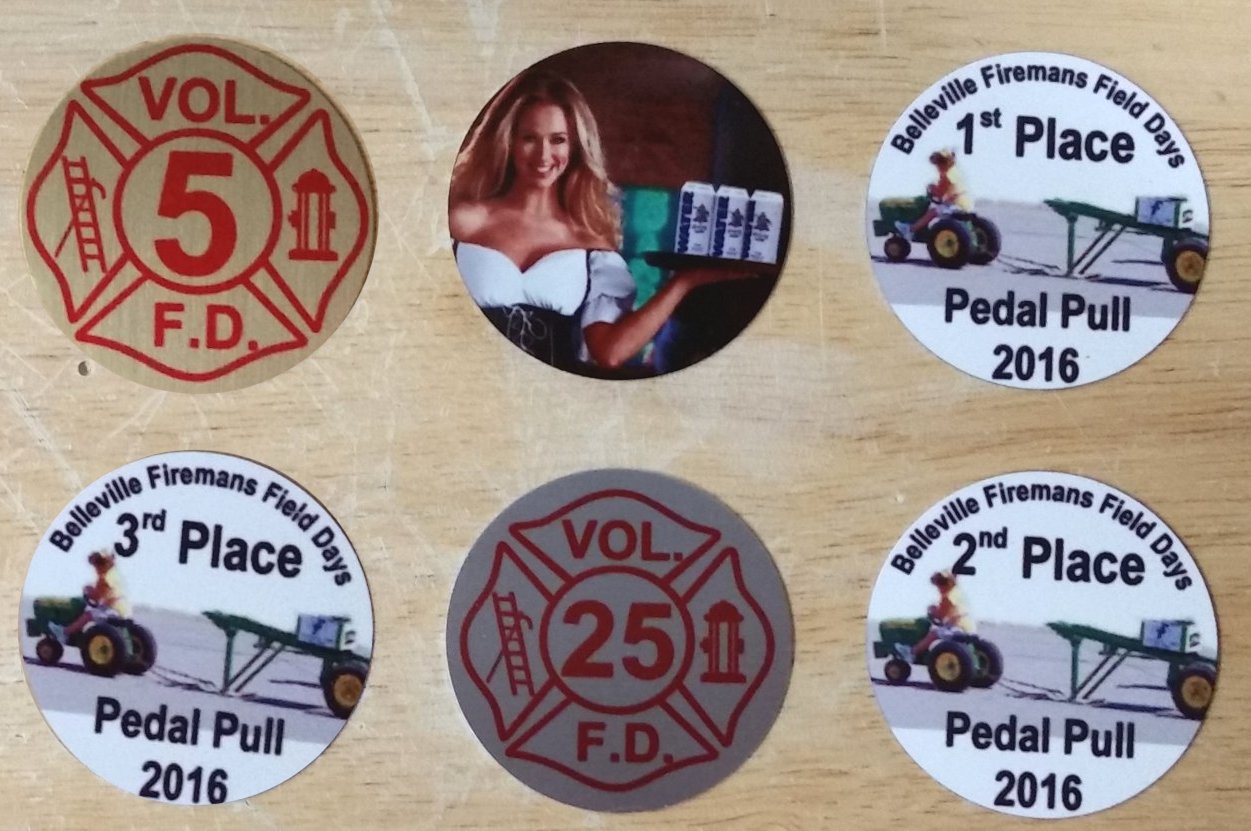 VOL.
5
F.D.
Belleville Firemans Field Days
1st Place
Pedal Pull
2016
Belleville Firemans Field Days
3rd Place
Pedal Pull
2016
VOL.
25
F.D.
Belleville Firemans Field Days
2nd Place
Pedal Pull
2016